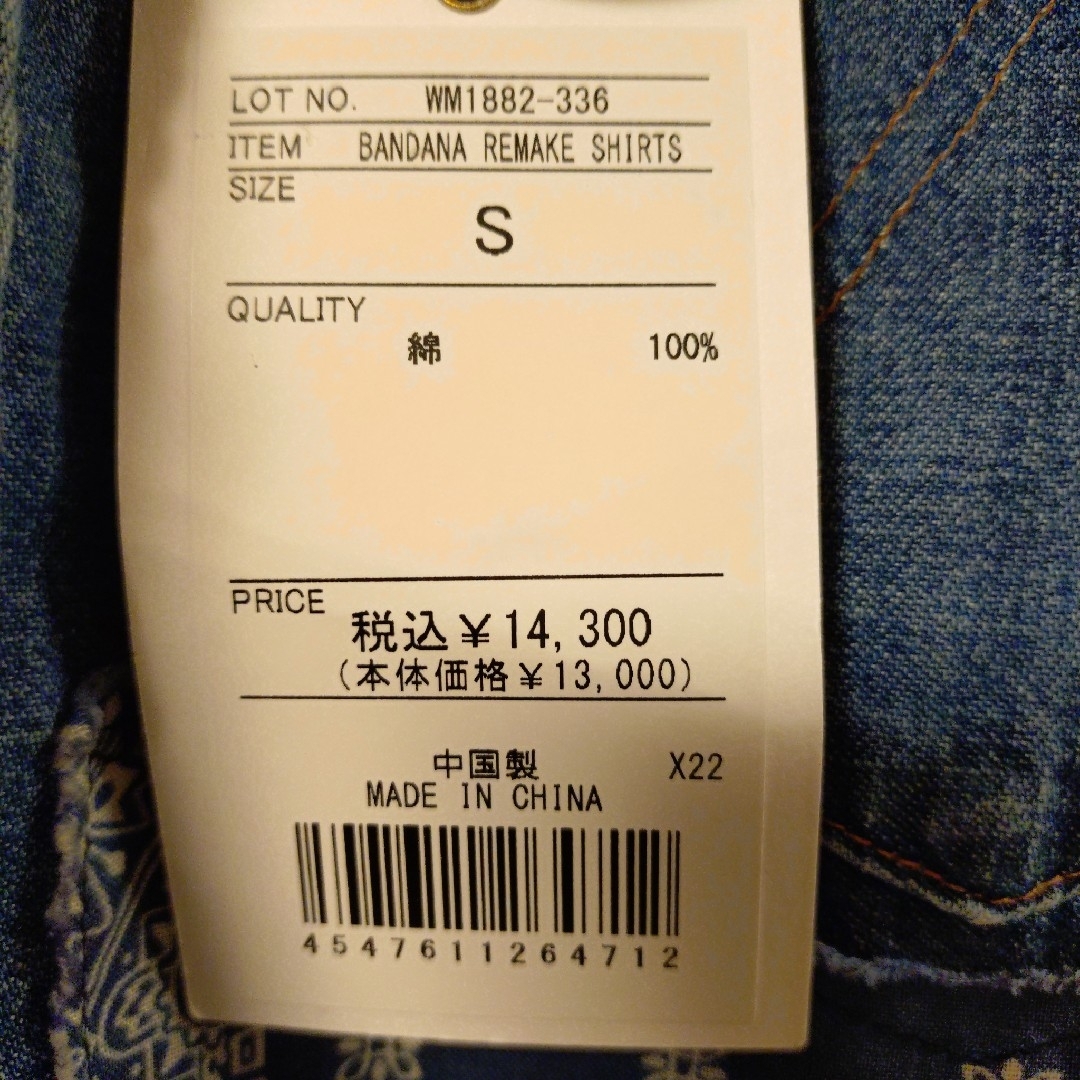 LOT NO. WM1882-336
ITEM BANDANA REMAKE SHIRTS
SIZE
S
QUALITY
綿 100%
PRICE
税込¥14,300
(本体価格¥13,000)
中国製 X22
MADE IN CHINA
4547611264712